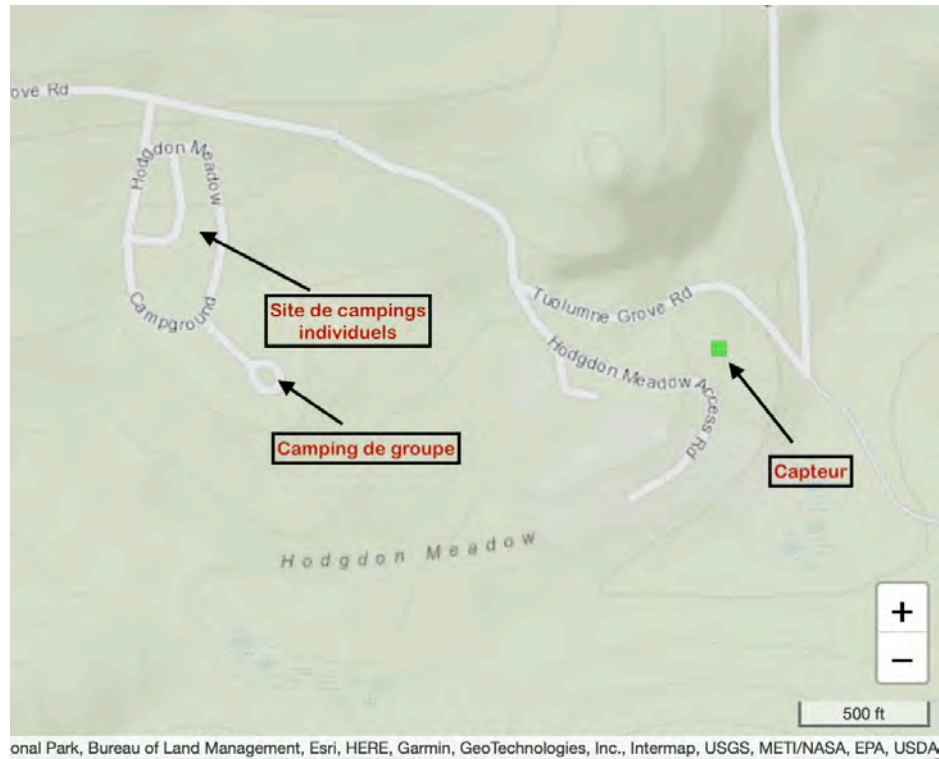 ove Rd
Hodgdon Meadow
Campground
Site de campings
individuels
Camping de groupe
Tuolumne Grove Rd
Hodgdon Meadow Access Rd
Capteur
Hodgdon Meadow
+
−
500 ft
onal Park, Bureau of Land Management, Esri, HERE, Garmin, GeoTechnologies, Inc., Intermap, USGS, METI/NASA, EPA, USDA